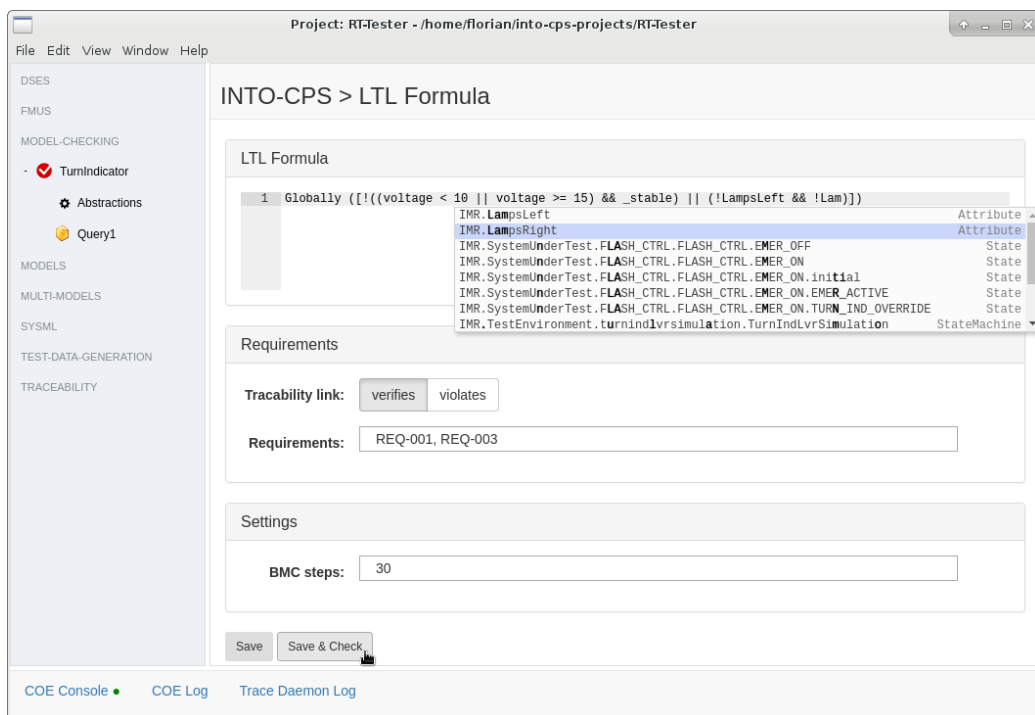 Project: RT-Tester - /home/florian/into-cps-projects/RT-Tester
File Edit View Window Help
DSES
FMUS
MODEL-CHECKING
- TurnIndicator
Abstractions
Query1
MODELS
MULTI-MODELS
SYSML
TEST-DATA-GENERATION
TRACEABILITY
INTO-CPS > LTL Formula
LTL Formula
1 Globally ([!((voltage < 10 || voltage >= 15) && _stable) || (!LampsLeft && !Lam)])
IMR.LampsLeft Attribute
IMR.LampsRight Attribute
IMR.SystemUnderTest.FLASH_CTRL.FLASH_CTRL.EMER_OFF State
IMR.SystemUnderTest.FLASH_CTRL.FLASH_CTRL.EMER_ON State
IMR.SystemUnderTest.FLASH_CTRL.FLASH_CTRL.EMER_ON.initial State
IMR.SystemUnderTest.FLASH_CTRL.FLASH_CTRL.EMER_ON.EMER_ACTIVE State
IMR.SystemUnderTest.FLASH_CTRL.FLASH_CTRL.EMER_ON.TURN_IND_OVERRIDE State
IMR.TestEnvironment.turnindlvrsimulation.TurnIndLvrSimulation StateMachine
Requirements
Tracability link: verifies violates
Requirements: REQ-001, REQ-003
Settings
BMC steps: 30
Save Save & Check
COE Console COE Log Trace Daemon Log